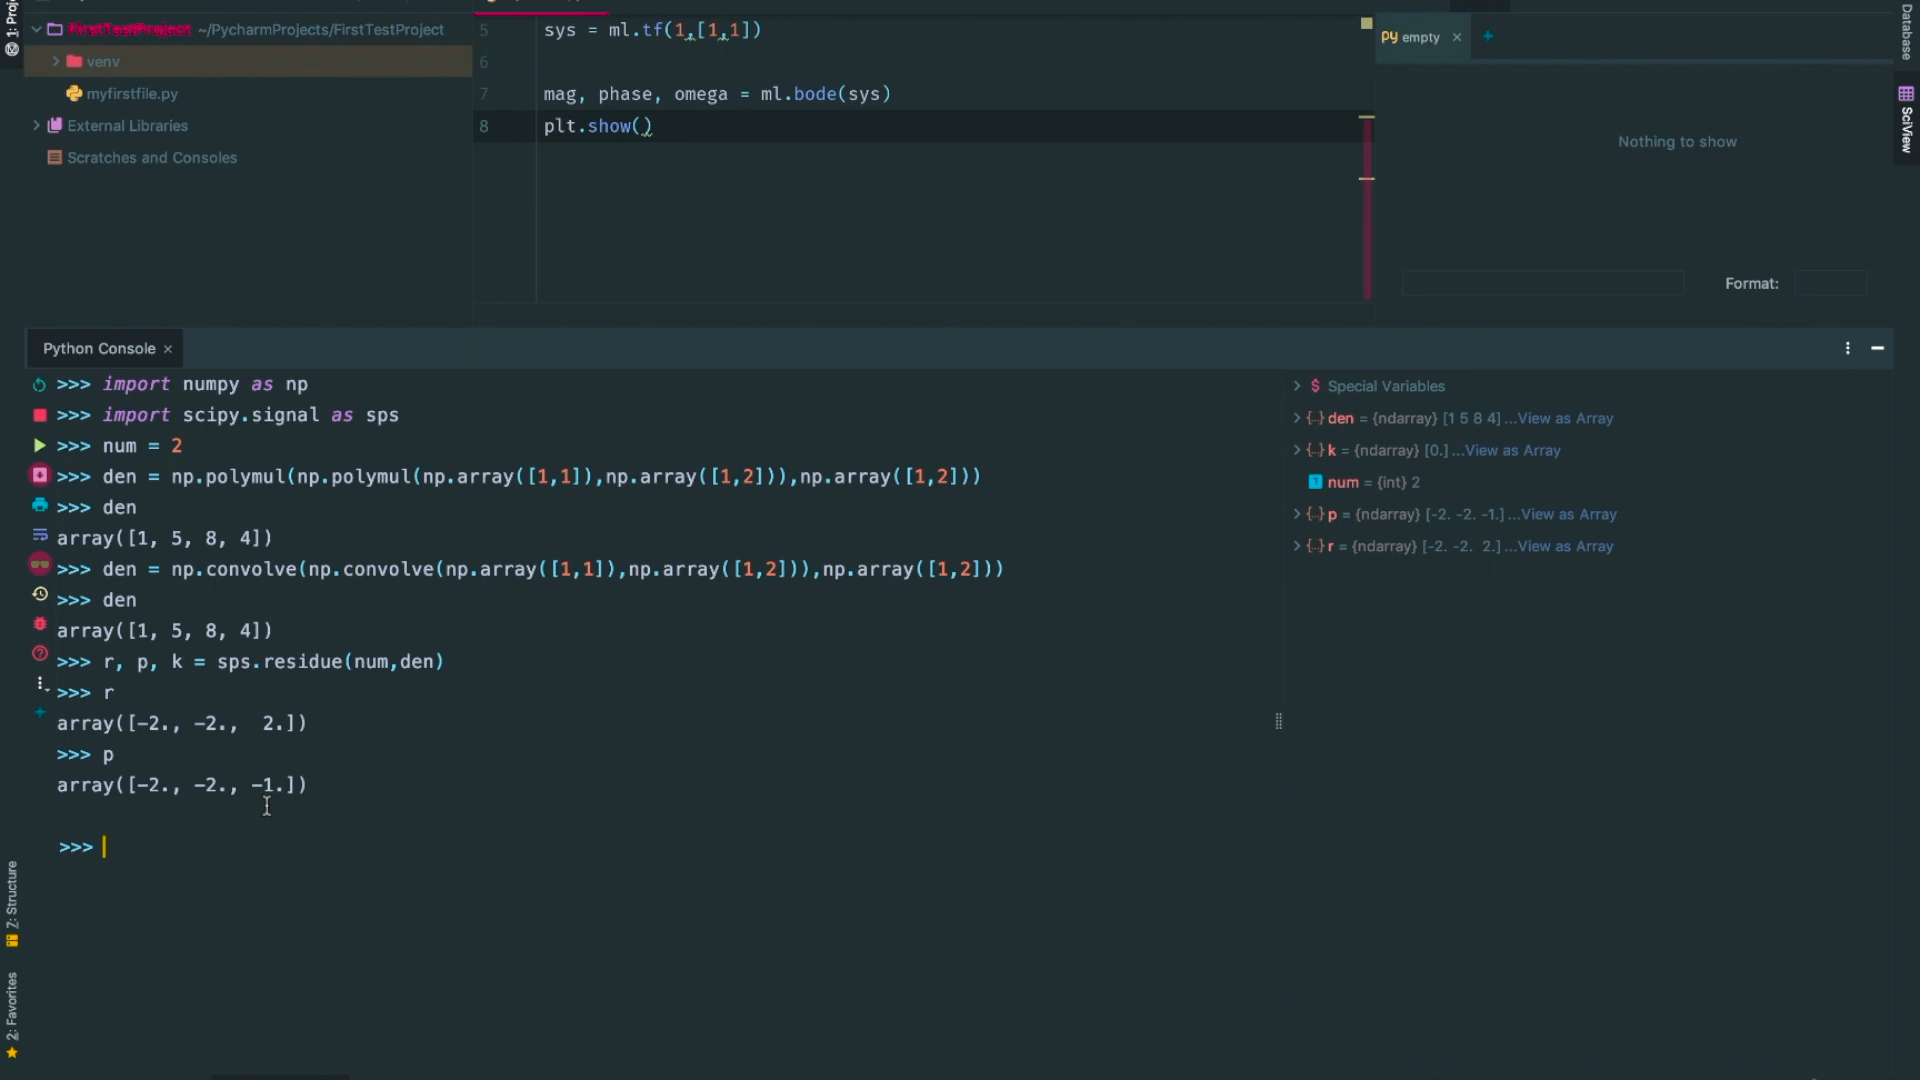 1: Proj
~/PycharmProjects/FirstTestProject
venv
myfirstfile.py
External Libraries
Scratches and Consoles
5 sys = ml.tf(1,[1,1])
6
7 mag, phase, omega = ml.bode(sys)
8 plt.show()
empty
Nothing to show
Format:
Database
SciView
Python Console
>>> import numpy as np
>>> import scipy.signal as sps
>>> num = 2
>>> den = np.polymul(np.polymul(np.array([1,1]),np.array([1,2])),np.array([1,2]))
>>> den
array([1, 5, 8, 4])
>>> den = np.convolve(np.convolve(np.array([1,1]),np.array([1,2])),np.array([1,2]))
>>> den
array([1, 5, 8, 4])
>>> r, p, k = sps.residue(num,den)
>>> r
array([-2., -2.,  2.])
>>> p
array([-2., -2., -1.])
>>>
Special Variables
den = {ndarray} [1 5 8 4] ...View as Array
k = {ndarray} [0.] ...View as Array
num = {int} 2
p = {ndarray} [-2. -2. -1.] ...View as Array
r = {ndarray} [-2. -2.  2.] ...View as Array
Z: Structure
2: Favorites